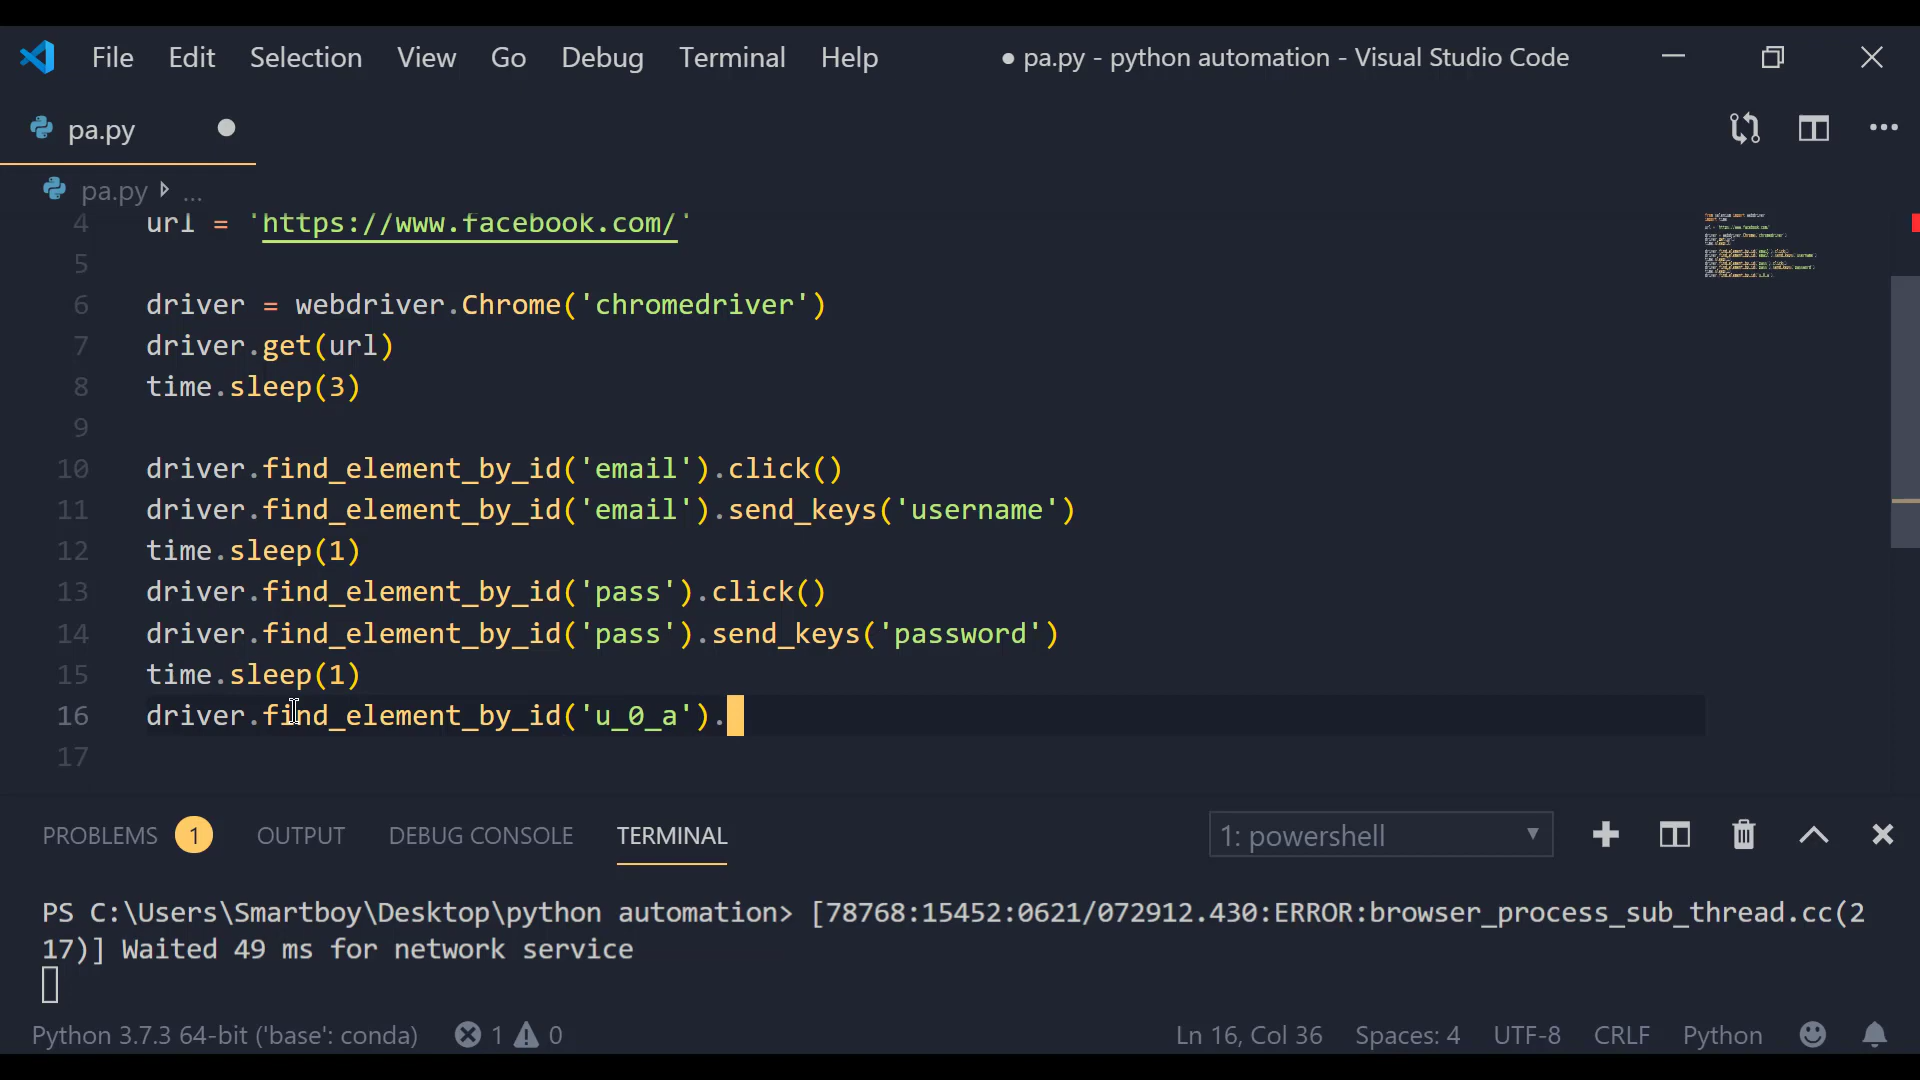 File Edit Selection View Go Debug Terminal Help ● pa.py - python automation - Visual Studio Code
pa.py
pa.py ...
4 url = 'https://www.facebook.com/'
5
6 driver = webdriver.Chrome('chromedriver')
7 driver.get(url)
8 time.sleep(3)
9
10 driver.find_element_by_id('email').click()
11 driver.find_element_by_id('email').send_keys('username')
12 time.sleep(1)
13 driver.find_element_by_id('pass').click()
14 driver.find_element_by_id('pass').send_keys('password')
15 time.sleep(1)
16 driver.find_element_by_id('u_0_a').
17
PROBLEMS 1 OUTPUT DEBUG CONSOLE TERMINAL 1: powershell
PS C:\Users\Smartboy\Desktop\python automation> [78768:15452:0621/072912.430:ERROR:browser_process_sub_thread.cc(2
17)] Waited 49 ms for network service
Python 3.7.3 64-bit ('base': conda) 1 0 Ln 16, Col 36 Spaces: 4 UTF-8 CRLF Python